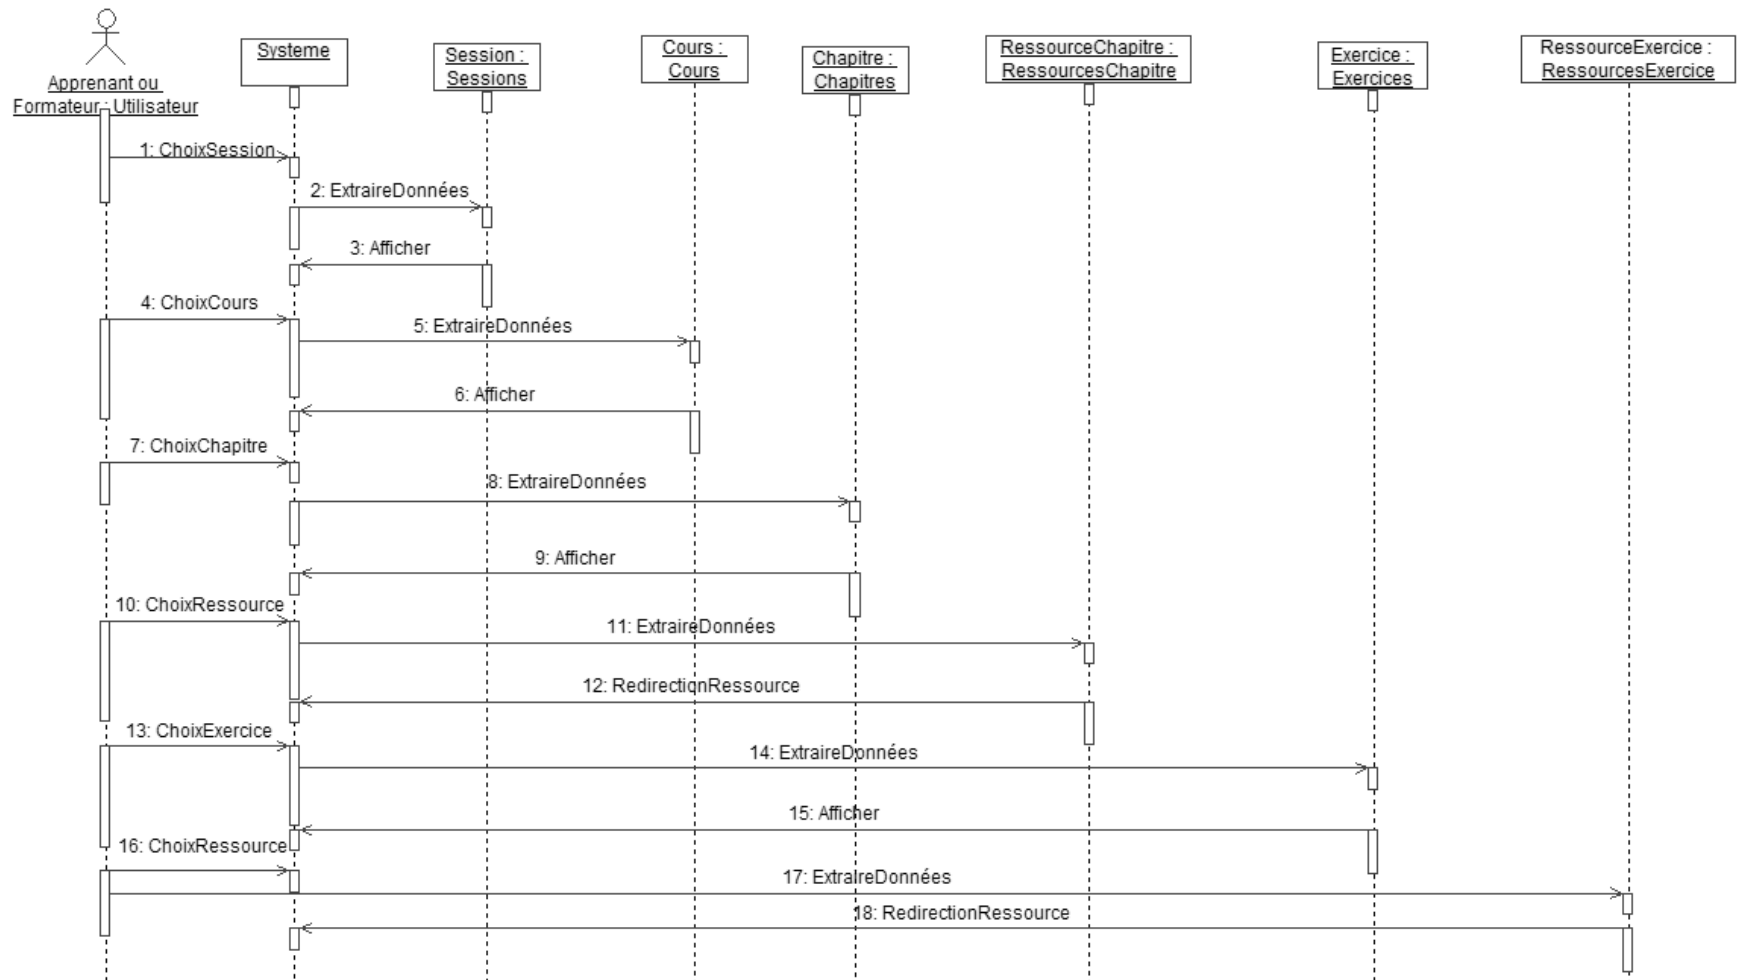 Apprenant ou
Formateur : Utilisateur
Systeme
Session :
Sessions
Cours :
Cours
Chapitre :
Chapitres
RessourceChapitre :
RessourcesChapitre
Exercice :
Exercices
RessourceExercice :
RessourcesExercice
1: ChoixSession
2: ExtraireDonnées
3: Afficher
4: ChoixCours
5: ExtraireDonnées
6: Afficher
7: ChoixChapitre
8: ExtraireDonnées
9: Afficher
10: ChoixRessource
11: ExtraireDonnées
12: RedirectionRessource
13: ChoixExercice
14: ExtraireDonnées
15: Afficher
16: ChoixRessource
17: ExtraireDonnées
18: RedirectionRessource